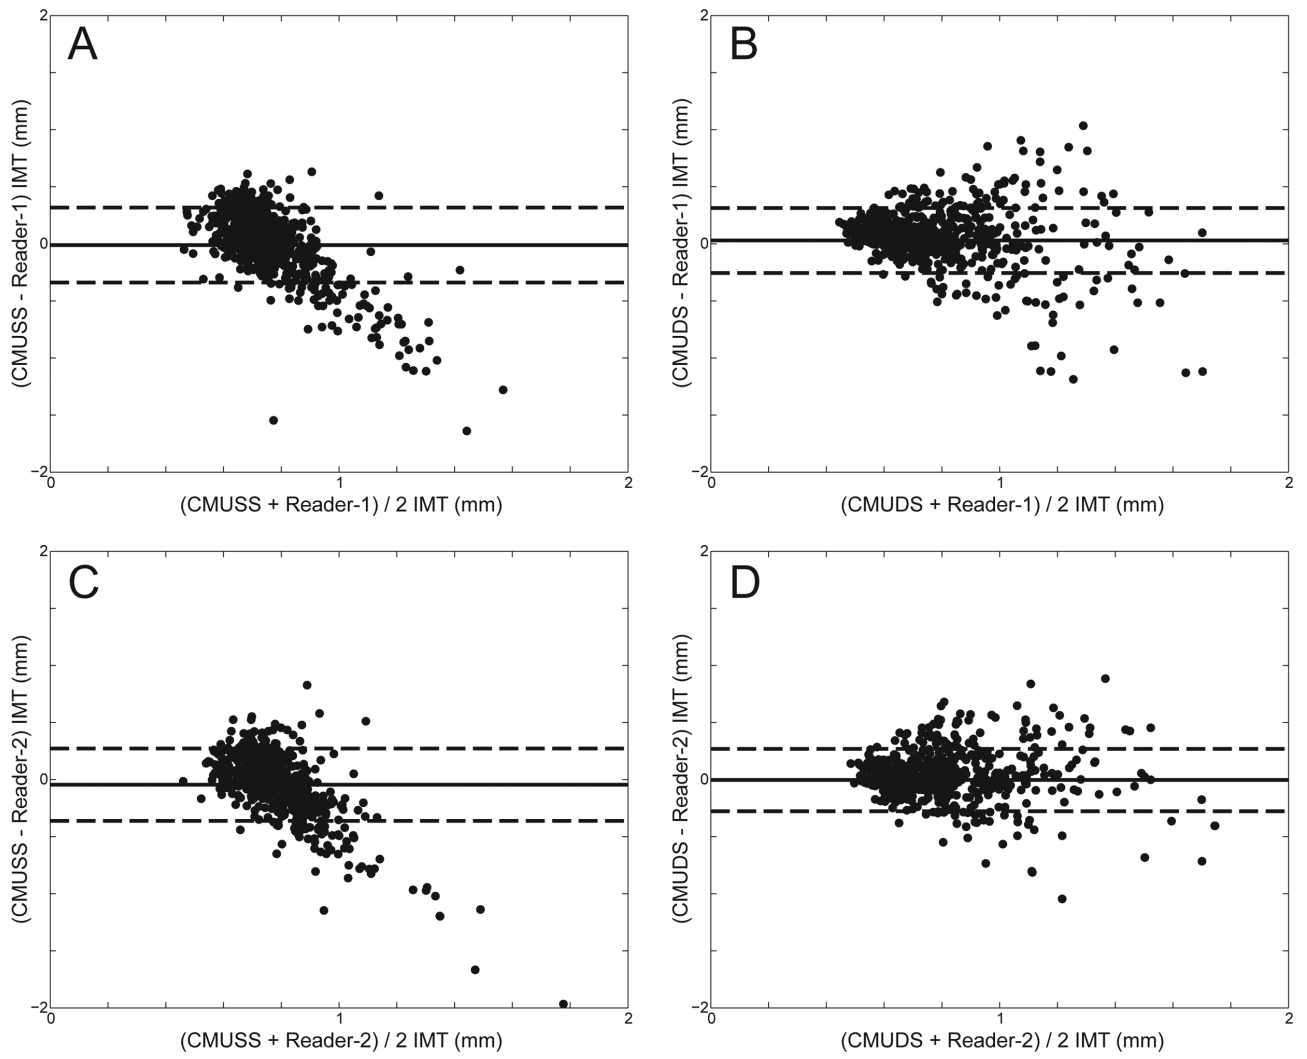 A
2
0
−2
(CMUSS - Reader-1) IMT (mm)
0
1
2
(CMUSS + Reader-1) / 2 IMT (mm)
B
2
0
−2
(CMUDS - Reader-1) IMT (mm)
0
1
2
(CMUDS + Reader-1) / 2 IMT (mm)
C
2
0
−2
(CMUSS - Reader-2) IMT (mm)
0
1
2
(CMUSS + Reader-2) / 2 IMT (mm)
D
2
0
−2
(CMUDS - Reader-2) IMT (mm)
0
1
2
(CMUDS + Reader-2) / 2 IMT (mm)